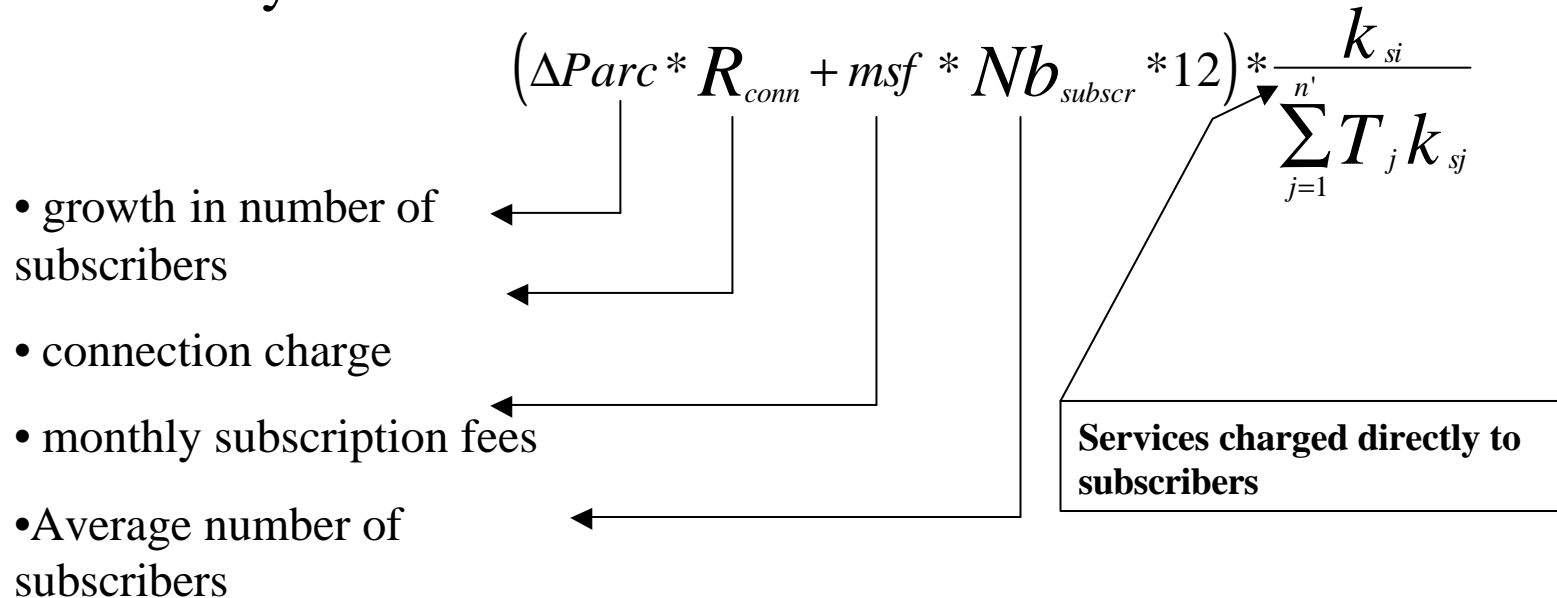 (ΔParc * R_conn + msf * Nb_subscr *12) * k_si / ∑_{j=1}^{n'} T_j k_sj
• growth in number of
subscribers
• connection charge
• monthly subscription fees
•Average number of
subscribers
Services charged directly to
subscribers